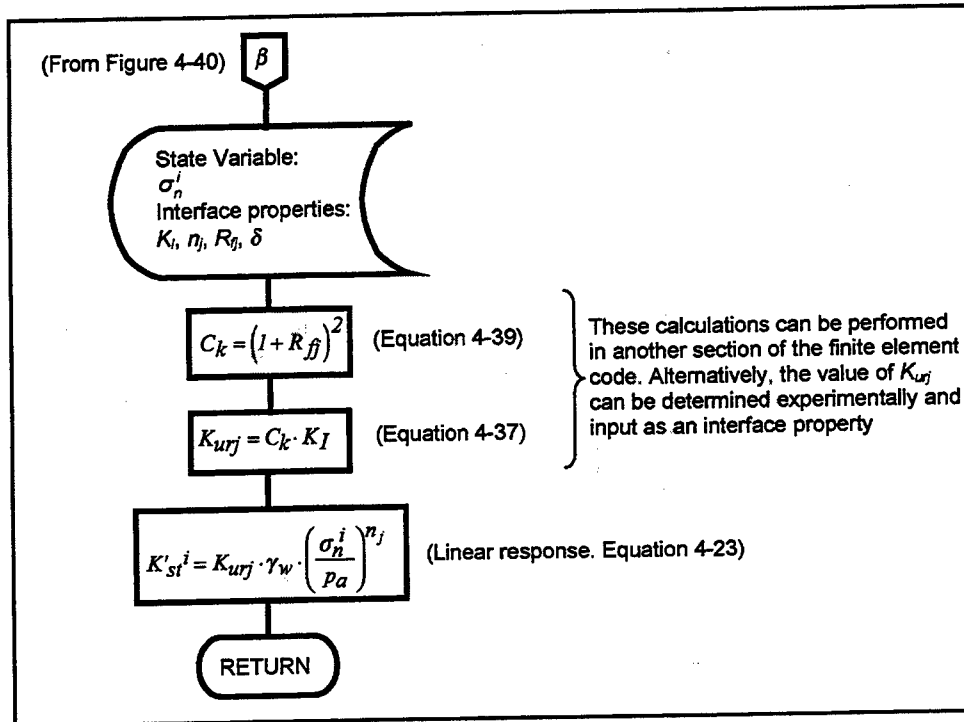 (From Figure 4-40) β
State Variable:
σₙⁱ
Interface properties:
K_I, n_j, R_fj, δ
C_k = (1 + R_fj)²
(Equation 4-39)
K_urj = C_k · K_I
(Equation 4-37)
These calculations can be performed
in another section of the finite element
code. Alternatively, the value of K_urj
can be determined experimentally and
input as an interface property
K'_st^i = K_urj · γ_w · (σ_n^i / p_a)^n_j
(Linear response. Equation 4-23)
RETURN